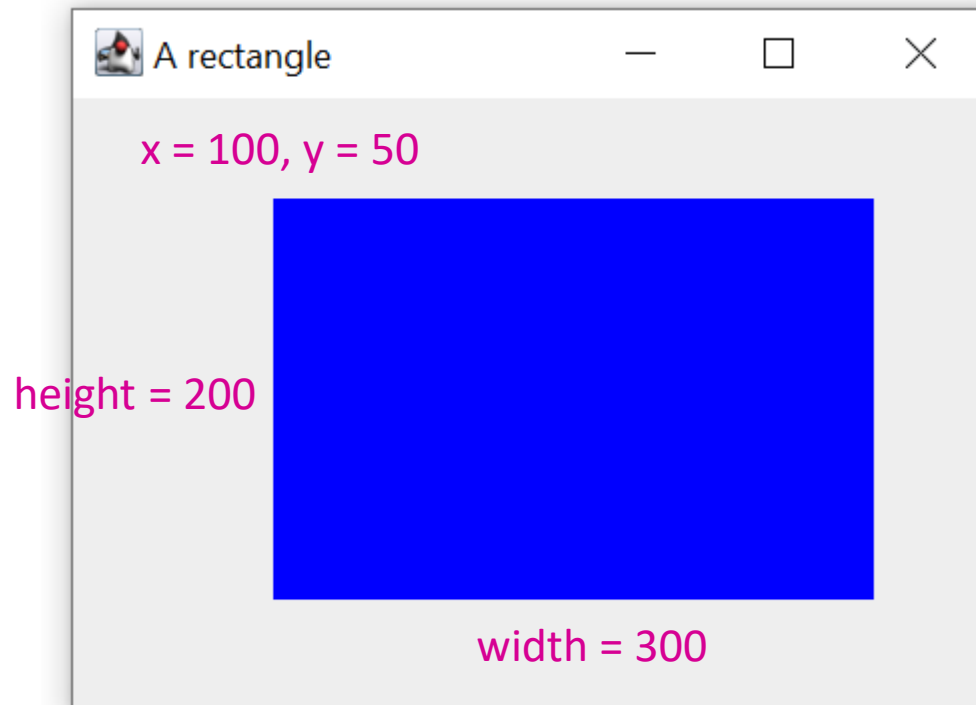 A rectangle
x = 100, y = 50
height = 200
width = 300